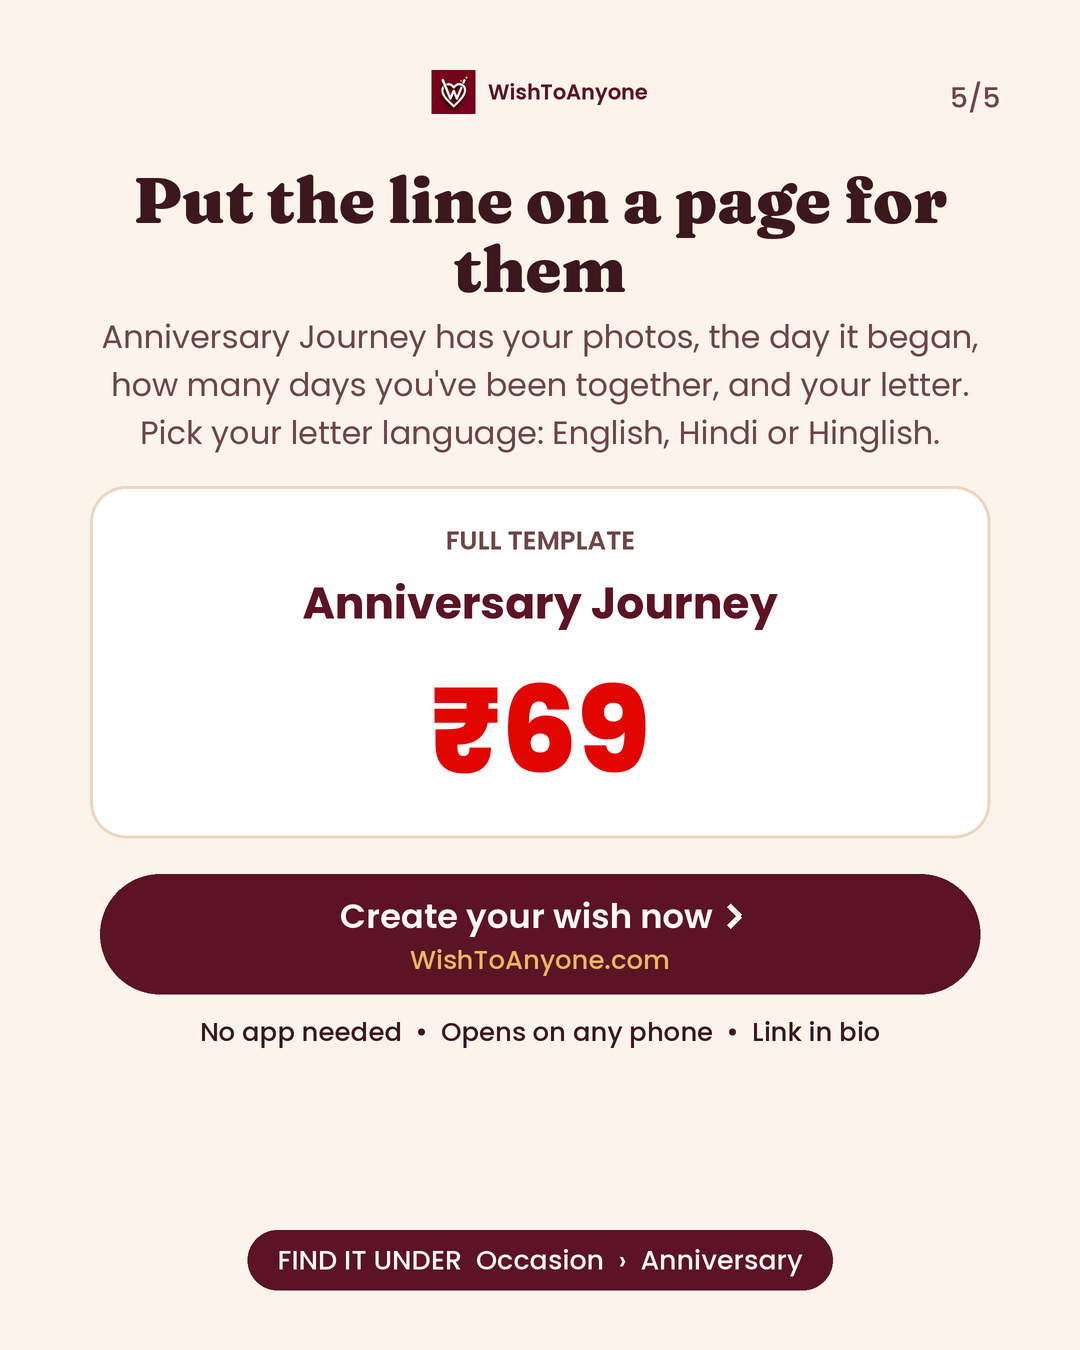 WishToAnyone
5/5
Put the line on a page for
them
Anniversary Journey has your photos, the day it began,
how many days you've been together, and your letter.
Pick your letter language: English, Hindi or Hinglish.
FULL TEMPLATE
Anniversary Journey
₹69
Create your wish now ›
WishToAnyone.com
No app needed • Opens on any phone • Link in bio
FIND IT UNDER Occasion › Anniversary